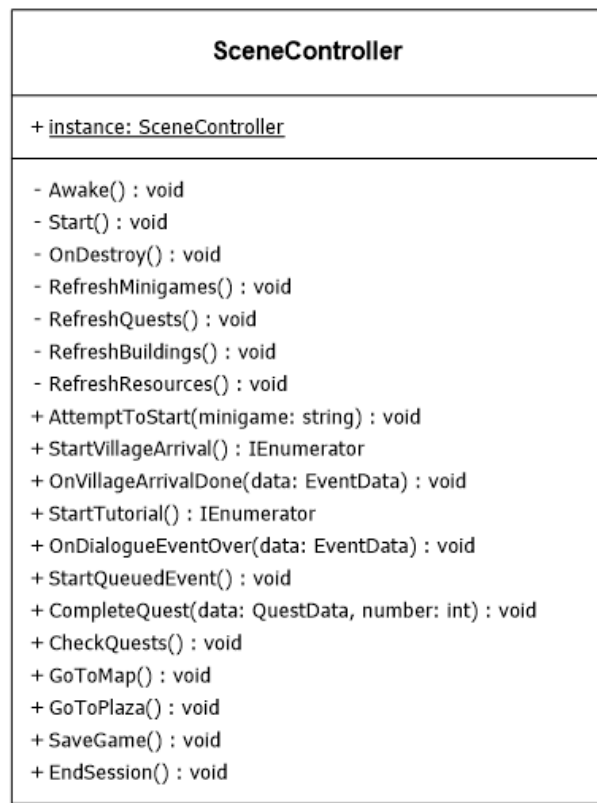 SceneController
+ instance: SceneController
- Awake() : void
- Start() : void
- OnDestroy() : void
- RefreshMinigames() : void
- RefreshQuests() : void
- RefreshBuildings() : void
- RefreshResources() : void
+ AttemptToStart(minigame: string) : void
+ StartVillageArrival() : IEnumerator
+ OnVillageArrivalDone(data: EventData) : void
+ StartTutorial() : IEnumerator
+ OnDialogueEventOver(data: EventData) : void
+ StartQueuedEvent() : void
+ CompleteQuest(data: QuestData, number: int) : void
+ CheckQuests() : void
+ GoToMap() : void
+ GoToPlaza() : void
+ SaveGame() : void
+ EndSession() : void